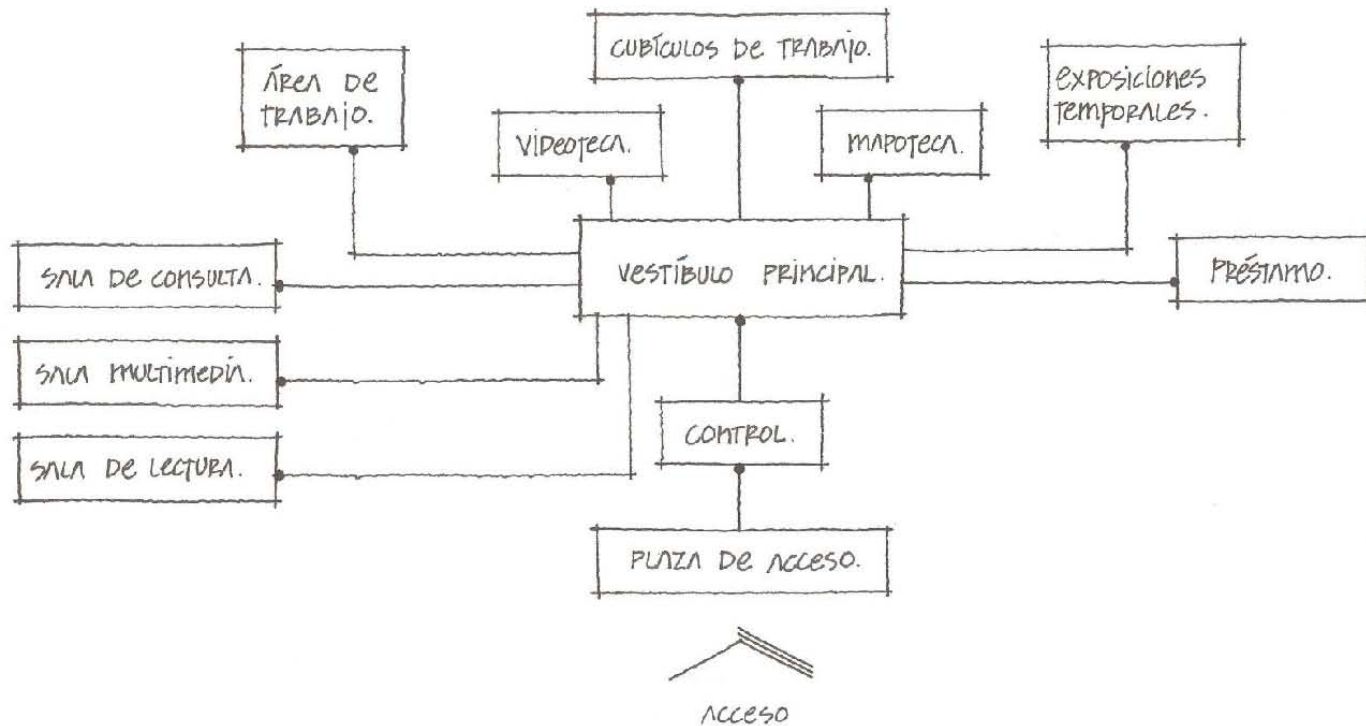 CUBÍCULOS DE TRABAJO.
ÁREA DE
TRABAJO.
EXPOSICIONES
TEMPORALES.
VIDEOTECA.
MAPOTECA.
SALA DE CONSULTA.
VESTÍBULO PRINCIPAL.
PRÉSTAMO.
SALA MULTIMEDIA.
CONTROL.
SALA DE LECTURA.
PLAZA DE ACCESO.
ACCESO